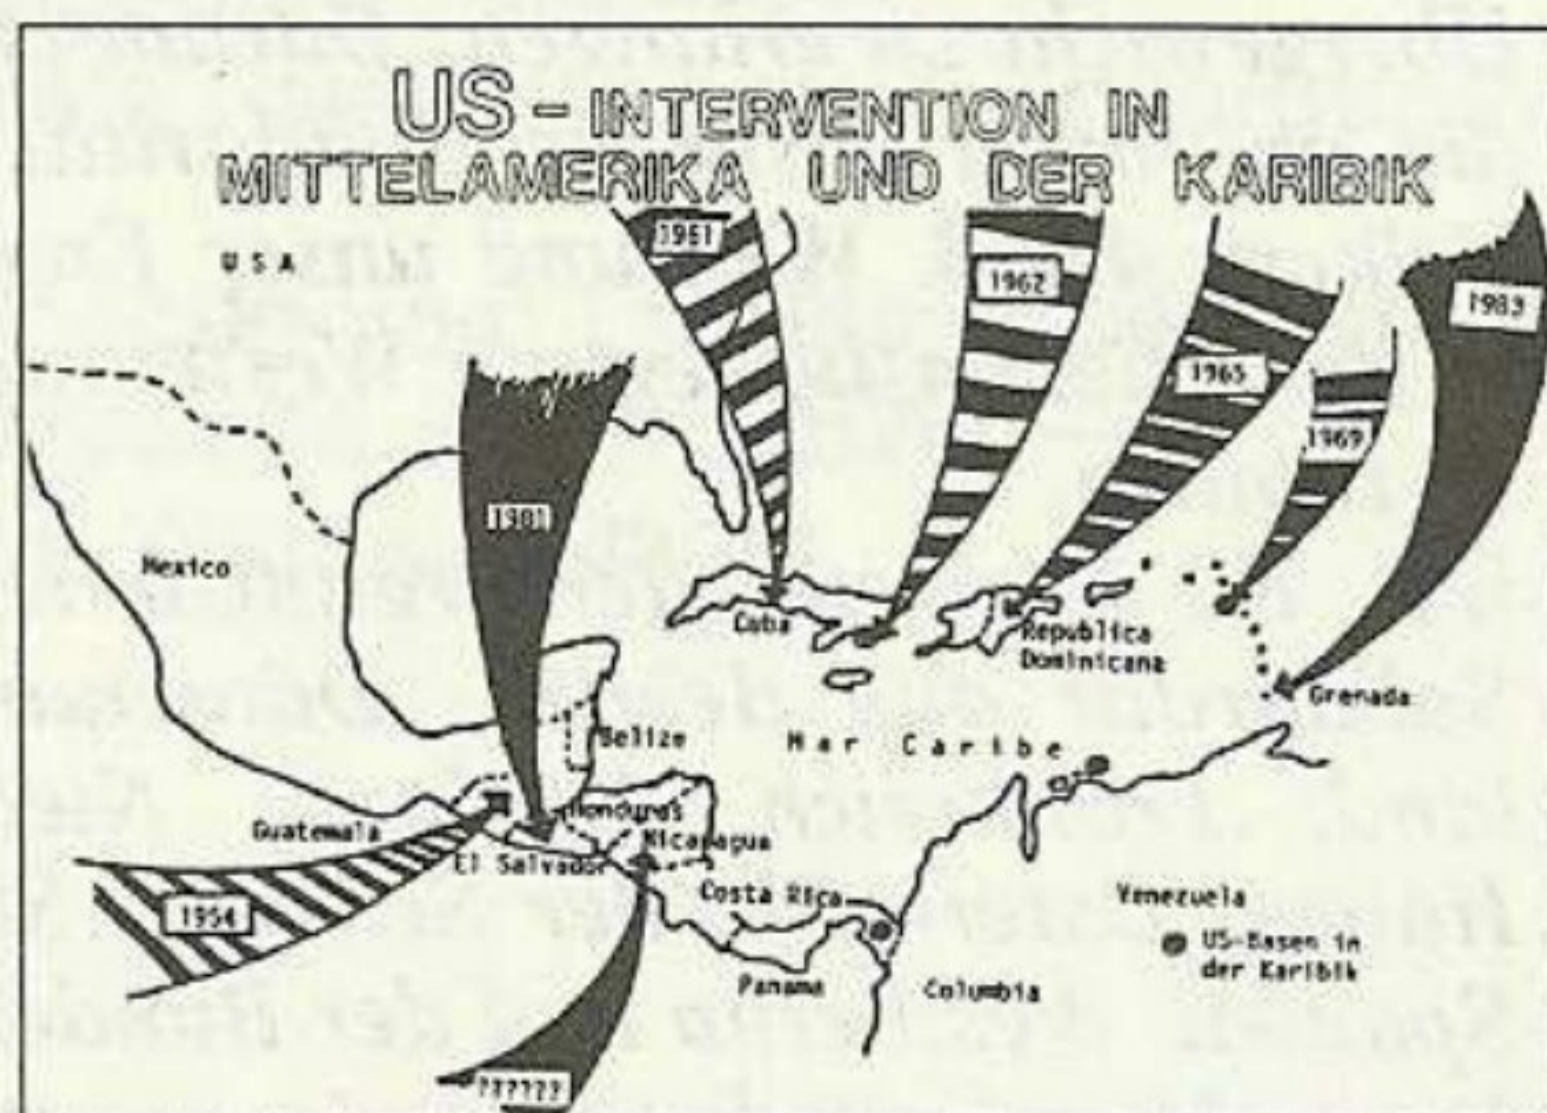 US - INTERVENTION IN
MITTELAMERIKA UND DER KARIBIK
USA
1961
1962
1983
1965
1969
1981
Mexico
Cuba
Republica
Dominicana
Grenada
Belize
Mar Caribe
Honduras
Guatemala
Nicaragua
El Salvador
Costa Rica
Venezuela
1954
US-Basen in
der Karibik
Panama
Columbia
??????